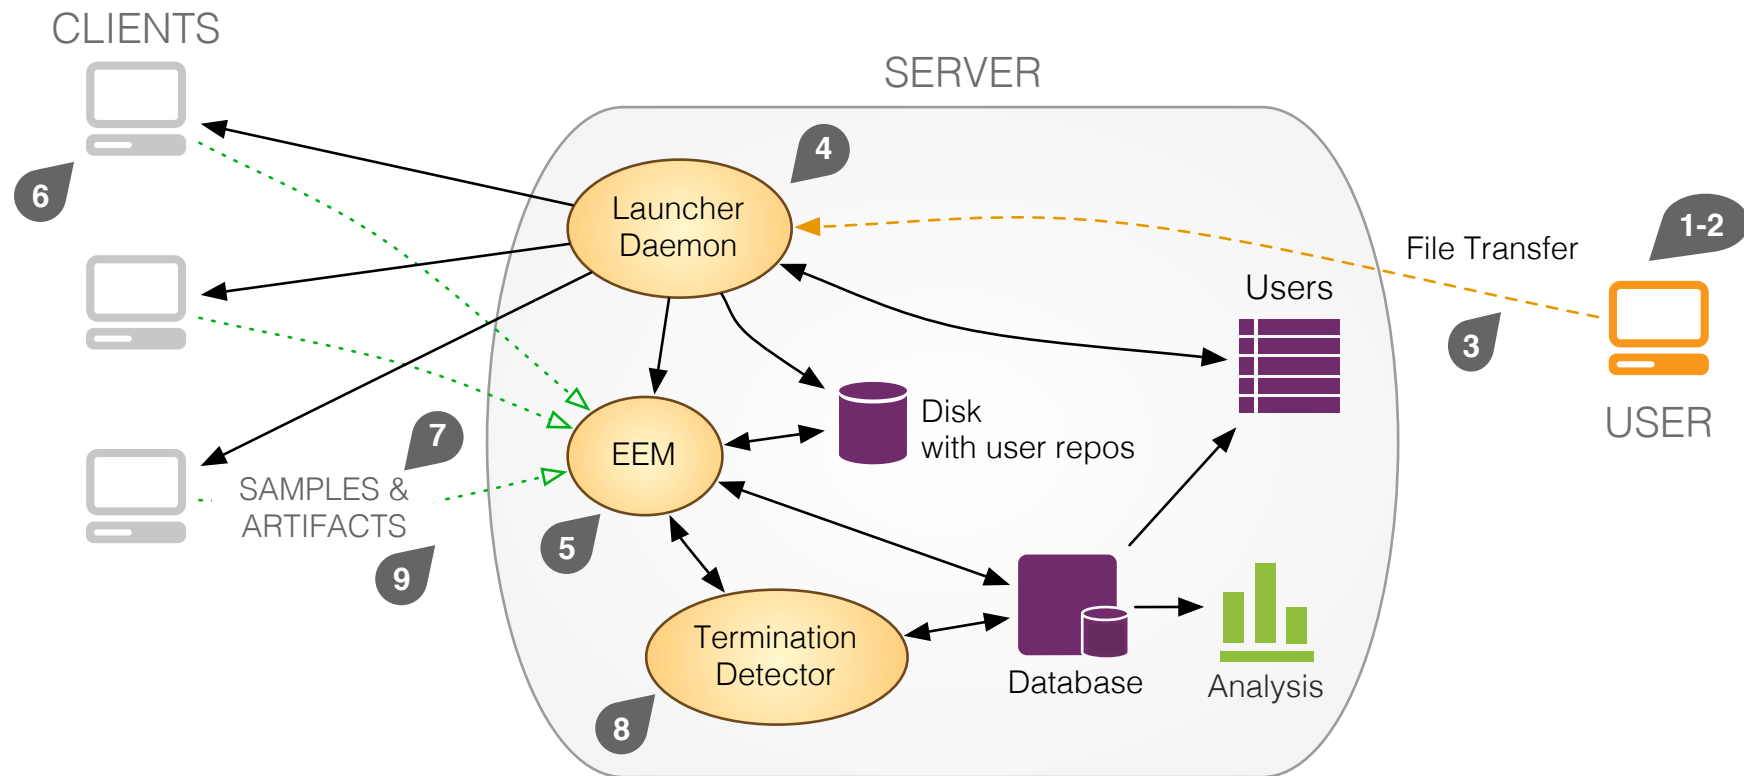 CLIENTS
SERVER
4
6
Launcher
Daemon
1-2
File Transfer
Users
3
7
EEM
Disk
with user repos
USER
SAMPLES &
ARTIFACTS
5
9
Termination
Detector
Database
Analysis
8